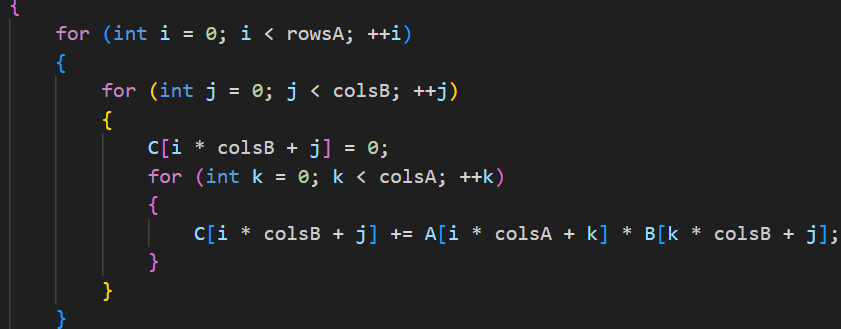 {
    for (int i = 0; i < rowsA; ++i)
    {
        for (int j = 0; j < colsB; ++j)
        {
            C[i * colsB + j] = 0;
            for (int k = 0; k < colsA; ++k)
            {
                C[i * colsB + j] += A[i * colsA + k] * B[k * colsB + j];
            }
        }
    }